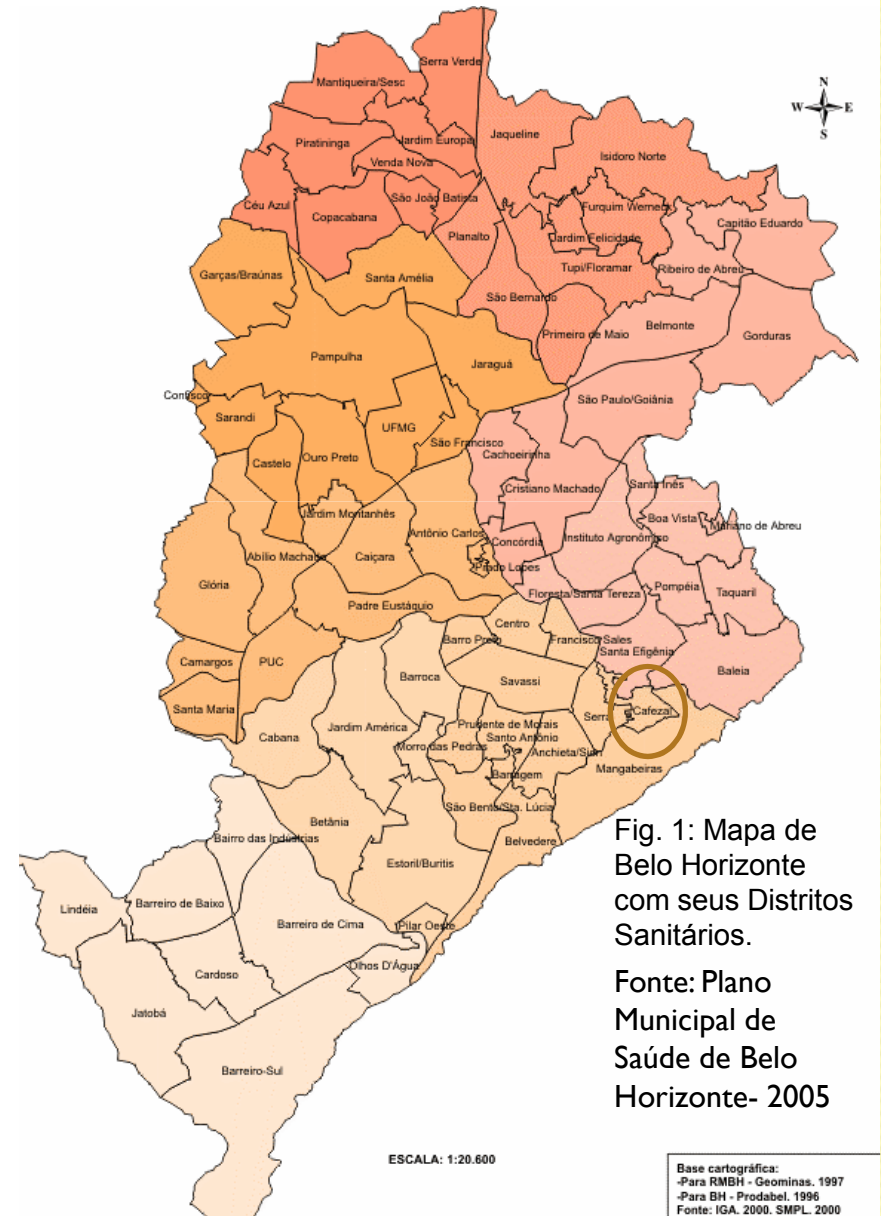 Serra Verde
Mantiqueira/Sesc
N
W E
S
Jaqueline
Piratininga
Jardim Europa
Isidoro Norte
Venda Nova
Céu Azul
Copacabana
São João Batista
Furquim Werneck
Capitão Eduardo
Planalto
Jardim Felicidade
Garças/Braúnas
Santa Amélia
Tupi/Floramar
Ribeiro de Abreu
São Bernardo
Primeiro de Maio
Belmonte
Gorduras
Pampulha
Jaraguá
Confisco
São Paulo/Goiânia
Sarandi
UFMG
São Francisco
Castelo
Ouro Preto
Cachoeirinha
Cristiano Machado
Santa Inês
Jardim Montanhês
Boa Vista
Mariano de Abreu
Antônio Carlos
Concórdia
Instituto Agronômico
Abílio Machado
Caiçara
Prado Lopes
Glória
Pompéia
Taquaril
Floresta/Santa Tereza
Padre Eustáquio
Centro
Barro Preto
Francisco Sales
Santa Efigênia
Camargos
PUC
Barroca
Savassi
Baleia
Santa Maria
Serra
Cafezal
Cabana
Jardim América
Prudente de Morais
Santo Antônio
Morro das Pedras
Anchieta/Sion
Barragem
Mangabeiras
São Bento/Sta. Lúcia
Betânia
Bairro das Indústrias
Belvedere
Estoril/Buritis
Lindéia
Barreiro de Baixo
Barreiro de Cima
Pilar Oeste
Olhos D'Água
Cardoso
Jatobá
Barreiro-Sul
Fig. 1: Mapa de
Belo Horizonte
com seus Distritos
Sanitários.
Fonte: Plano
Municipal de
Saúde de Belo
Horizonte- 2005
ESCALA: 1:20.600
Base cartográfica:
-Para RMBH - Geominas. 1997
-Para BH - Prodabel. 1996
Fonte: IGA. 2000. SMPL. 2000